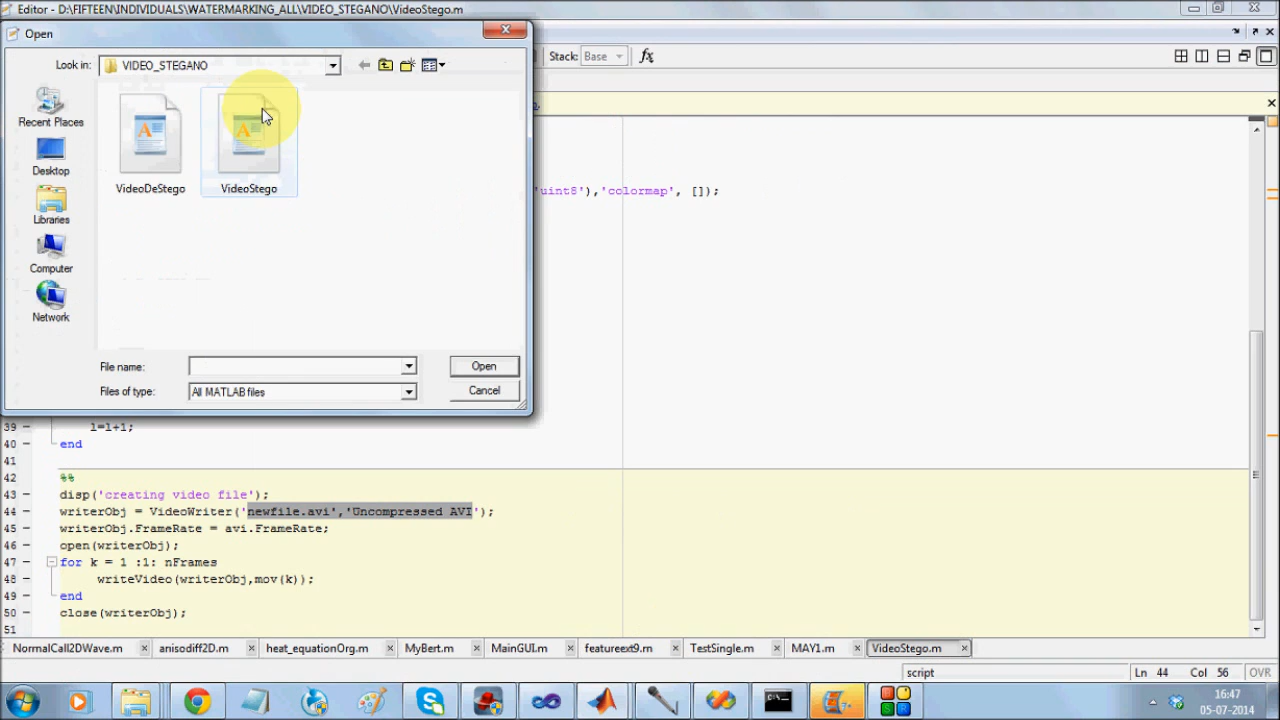 Editor - D:\FIFTEEN\INDIVIDUALS\WATERMARKING_ALL\VIDEO_STEGANO\VideoStego.m
Open
Look in: VIDEO_STEGANO
Stack: Base fx
Recent Places
Desktop
Libraries
Computer
Network
VideoDeStego VideoStego
'uint8'),'colormap', []);
File name: Open
Files of type: All MATLAB files Cancel
39 – l=l+1;
40 – end
41
42 %%
43 – disp('creating video file');
44 – writerObj = VideoWriter('newfile.avi','Uncompressed AVI');
45 – writerObj.FrameRate = avi.FrameRate;
46 – open(writerObj);
47 – for k = 1 :1: nFrames
48 – writeVideo(writerObj,mov(k));
49 – end
50 – close(writerObj);
51
NormalCall2DWave.m × anisodiff2D.m × heat_equationOrg.m × MyBert.m × MainGUI.m × featureext9.m × TestSingle.m × MAY1.m × VideoStego.m ×
script Ln 44 Col 56 OVR
16:47
05-07-2014